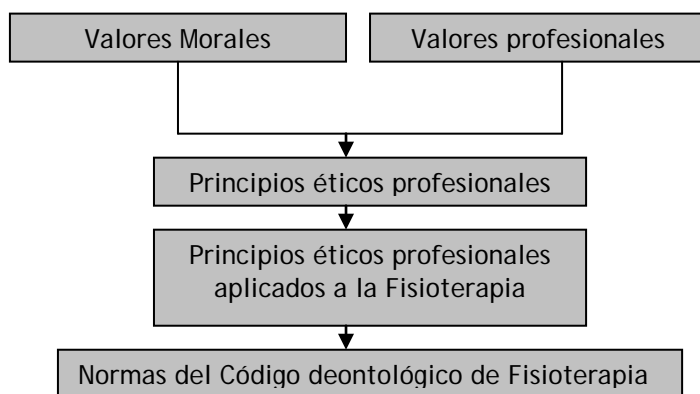 Valores Morales
Valores profesionales
Principios éticos profesionales
Principios éticos profesionales
aplicados a la Fisioterapia
Normas del Código deontológico de Fisioterapia